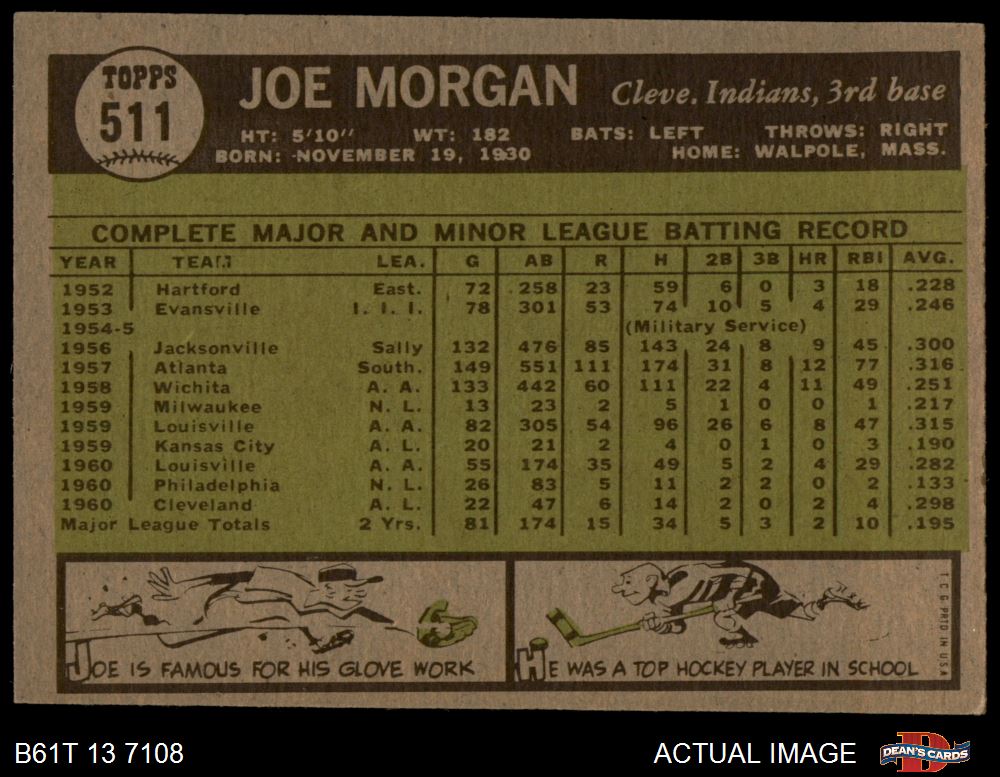 TOPPS
511
JOE MORGAN Cleve. Indians, 3rd base
HT: 5'10" WT: 182 BATS: LEFT THROWS: RIGHT
BORN: NOVEMBER 19, 1930 HOME: WALPOLE, MASS.
COMPLETE MAJOR AND MINOR LEAGUE BATTING RECORD
YEAR TEAM LEA. G AB R H 2B 3B HR RBI AVG.
1952 Hartford East. 72 258 23 59 6 0 3 18 .228
1953 Evansville I. I. I. 78 301 53 74 10 5 4 29 .246
1954-5 (Military Service)
1956 Jacksonville Sally 132 476 85 143 24 8 9 45 .300
1957 Atlanta South. 149 551 111 174 31 8 12 77 .316
1958 Wichita A. A. 133 442 60 111 22 4 11 49 .251
1959 Milwaukee N. L. 13 23 2 5 1 0 0 1 .217
1959 Louisville A. A. 82 305 54 96 26 6 8 47 .315
1959 Kansas City A. L. 20 21 2 4 0 1 0 3 .190
1960 Louisville A. A. 55 174 35 49 5 2 4 29 .282
1960 Philadelphia N. L. 26 83 5 11 2 2 0 2 .133
1960 Cleveland A. L. 22 47 6 14 2 0 2 4 .298
Major League Totals 2 Yrs. 81 174 15 34 5 3 2 10 .195
JOE IS FAMOUS FOR HIS GLOVE WORK
HE WAS A TOP HOCKEY PLAYER IN SCHOOL
T. C. G. PRTD IN U.S.A.
B61T 13 7108
ACTUAL IMAGE
DEAN'S CARDS